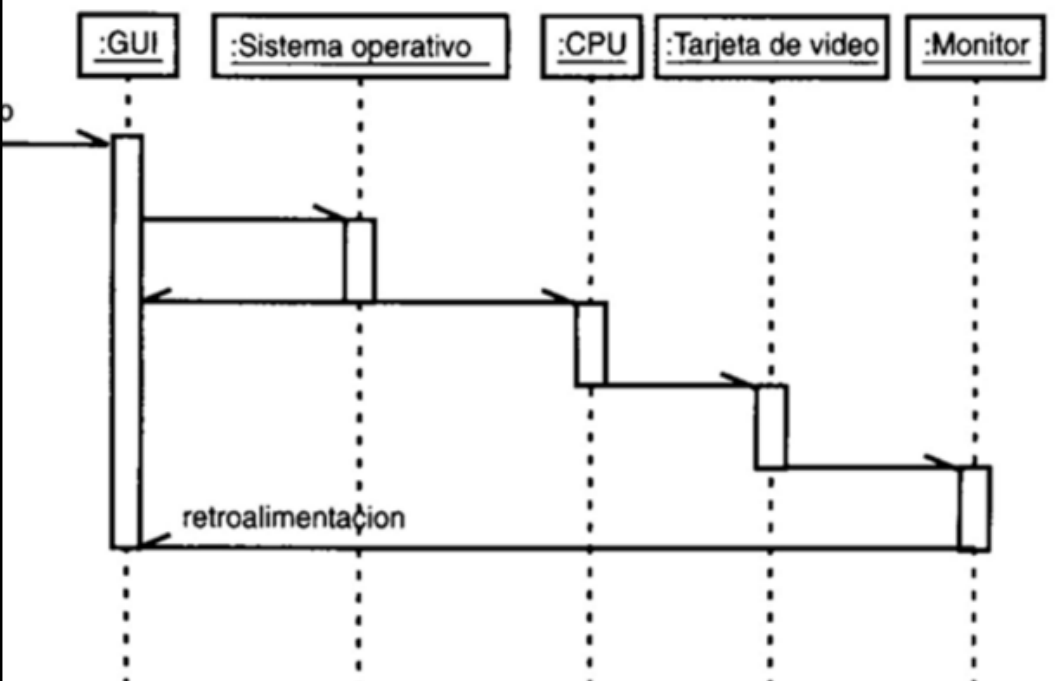 :GUI
:Sistema operativo
:CPU
:Tarjeta de video
:Monitor
o
retroalimentacion